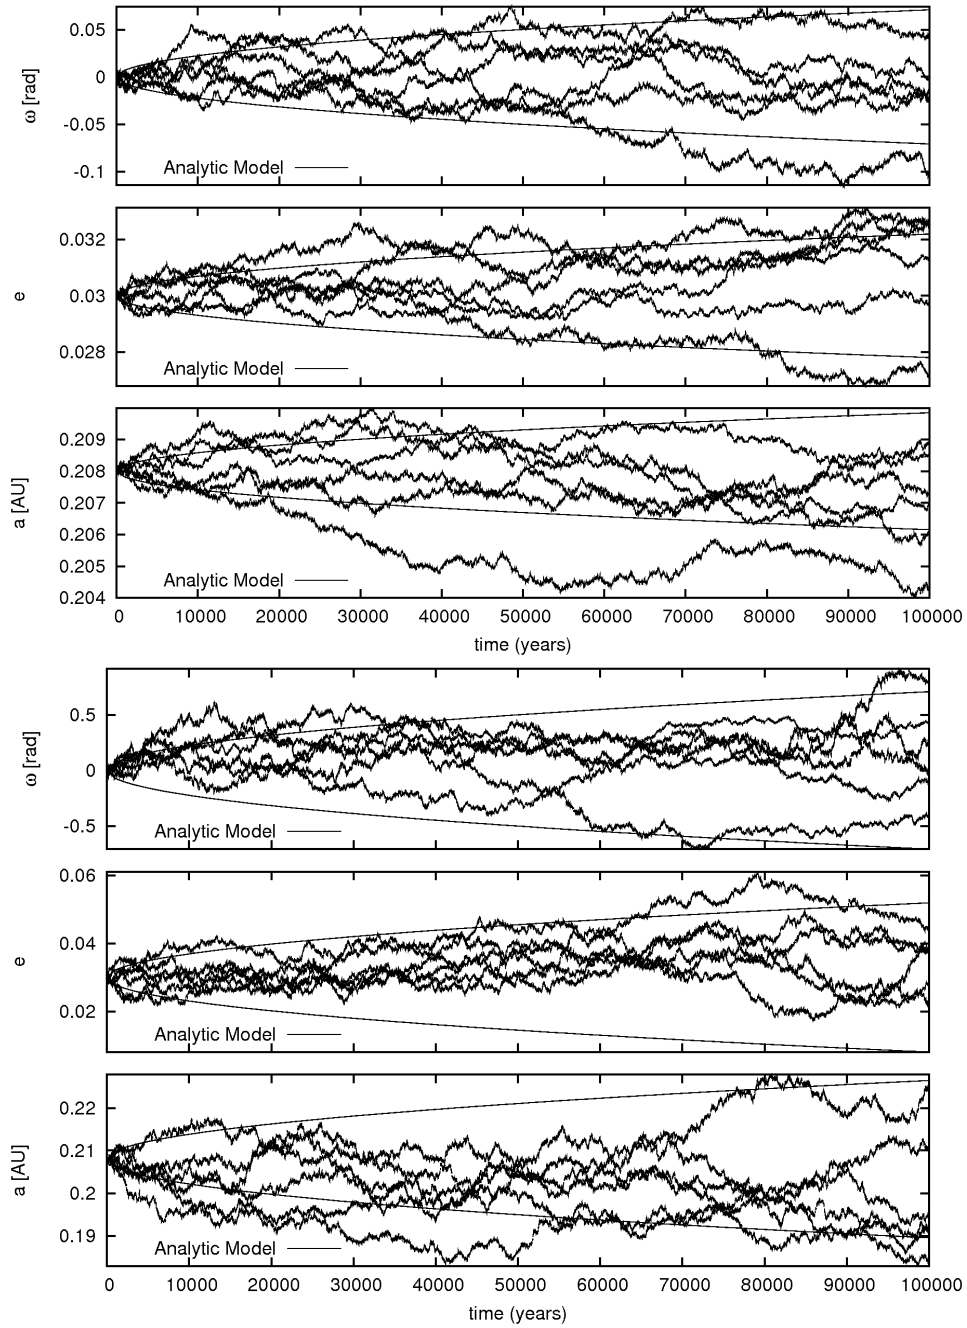 0.05
0
-0.05
-0.1
ω [rad]
Analytic Model
0.032
0.03
0.028
e
Analytic Model
0.209
0.208
0.207
0.206
0.205
0.204
a [AU]
Analytic Model
0 10000 20000 30000 40000 50000 60000 70000 80000 90000 100000
time (years)
0.5
0
-0.5
ω [rad]
Analytic Model
0.06
0.04
0.02
e
Analytic Model
0.22
0.21
0.2
0.19
a [AU]
Analytic Model
0 10000 20000 30000 40000 50000 60000 70000 80000 90000 100000
time (years)